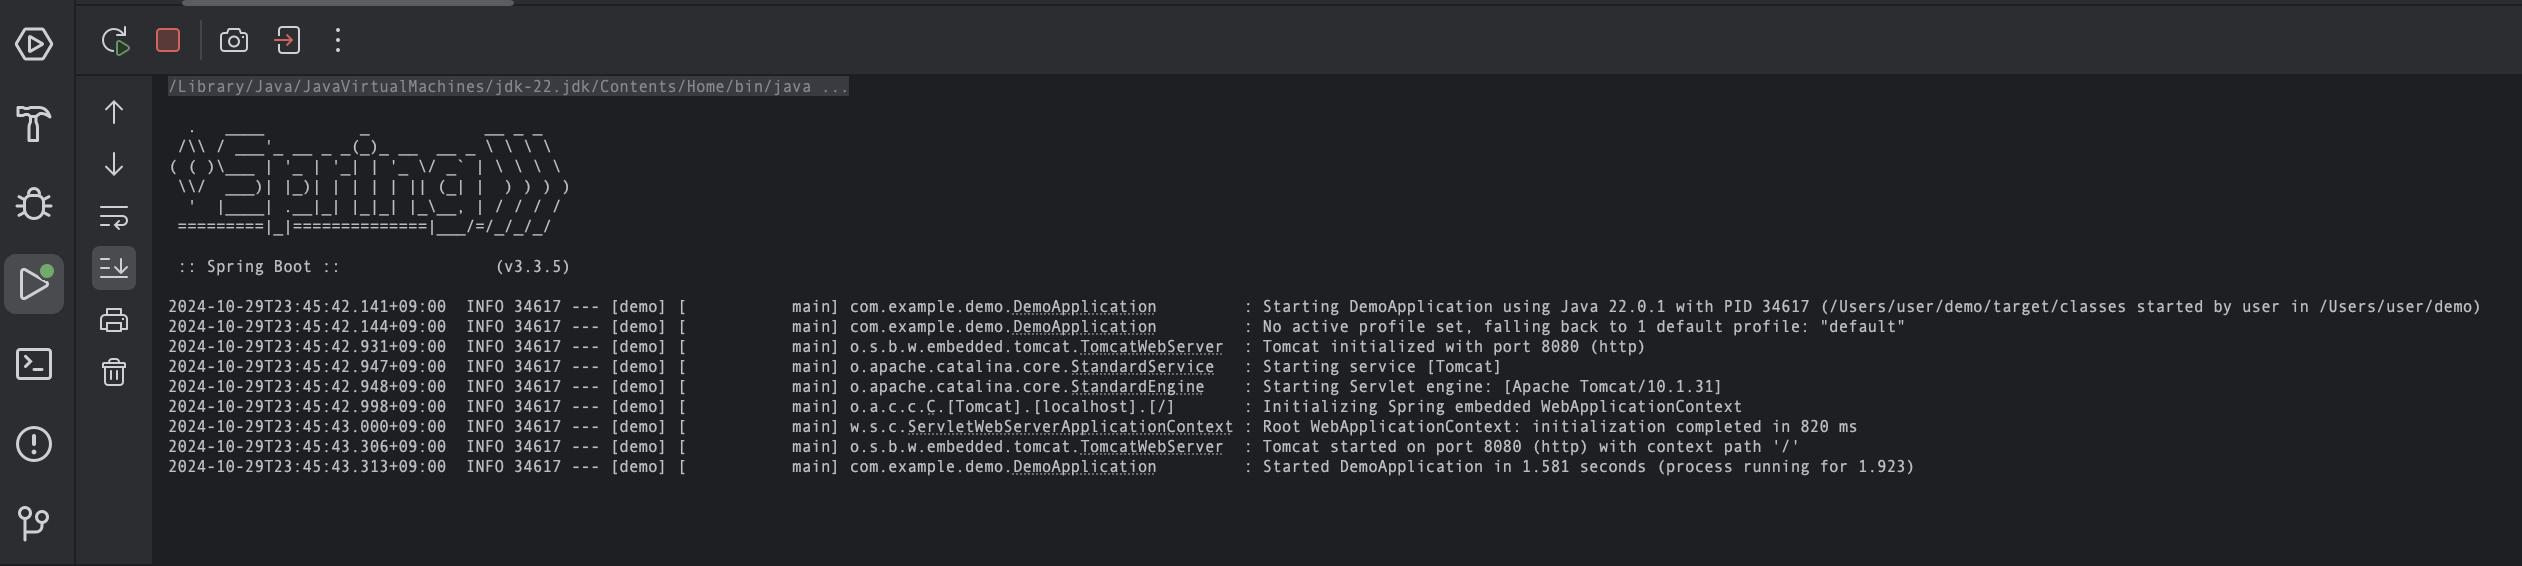 /Library/Java/JavaVirtualMachines/jdk-22.jdk/Contents/Home/bin/java ...
  .   ____          _            __ _ _
 /\\ / ___'_ __ _ _(_)_ __  __ _ \ \ \ \
( ( )\___ | '_ | '_| | '_ \/ _` | \ \ \ \
 \\/  ___)| |_)| | | | | || (_| |  ) ) ) )
  '  |____| .__|_| |_|_| |_\__, | / / / /
 =========|_|==============|___/=/_/_/_/
 :: Spring Boot ::                (v3.3.5)
2024-10-29T23:45:42.141+09:00  INFO 34617 --- [demo] [           main] com.example.demo.DemoApplication         : Starting DemoApplication using Java 22.0.1 with PID 34617 (/Users/user/demo/target/classes started by user in /Users/user/demo)
2024-10-29T23:45:42.144+09:00  INFO 34617 --- [demo] [           main] com.example.demo.DemoApplication         : No active profile set, falling back to 1 default profile: "default"
2024-10-29T23:45:42.931+09:00  INFO 34617 --- [demo] [           main] o.s.b.w.embedded.tomcat.TomcatWebServer  : Tomcat initialized with port 8080 (http)
2024-10-29T23:45:42.947+09:00  INFO 34617 --- [demo] [           main] o.apache.catalina.core.StandardService   : Starting service [Tomcat]
2024-10-29T23:45:42.948+09:00  INFO 34617 --- [demo] [           main] o.apache.catalina.core.StandardEngine    : Starting Servlet engine: [Apache Tomcat/10.1.31]
2024-10-29T23:45:42.998+09:00  INFO 34617 --- [demo] [           main] o.a.c.c.C.[Tomcat].[localhost].[/]       : Initializing Spring embedded WebApplicationContext
2024-10-29T23:45:43.000+09:00  INFO 34617 --- [demo] [           main] w.s.c.ServletWebServerApplicationContext : Root WebApplicationContext: initialization completed in 820 ms
2024-10-29T23:45:43.306+09:00  INFO 34617 --- [demo] [           main] o.s.b.w.embedded.tomcat.TomcatWebServer  : Tomcat started on port 8080 (http) with context path '/'
2024-10-29T23:45:43.313+09:00  INFO 34617 --- [demo] [           main] com.example.demo.DemoApplication         : Started DemoApplication in 1.581 seconds (process running for 1.923)